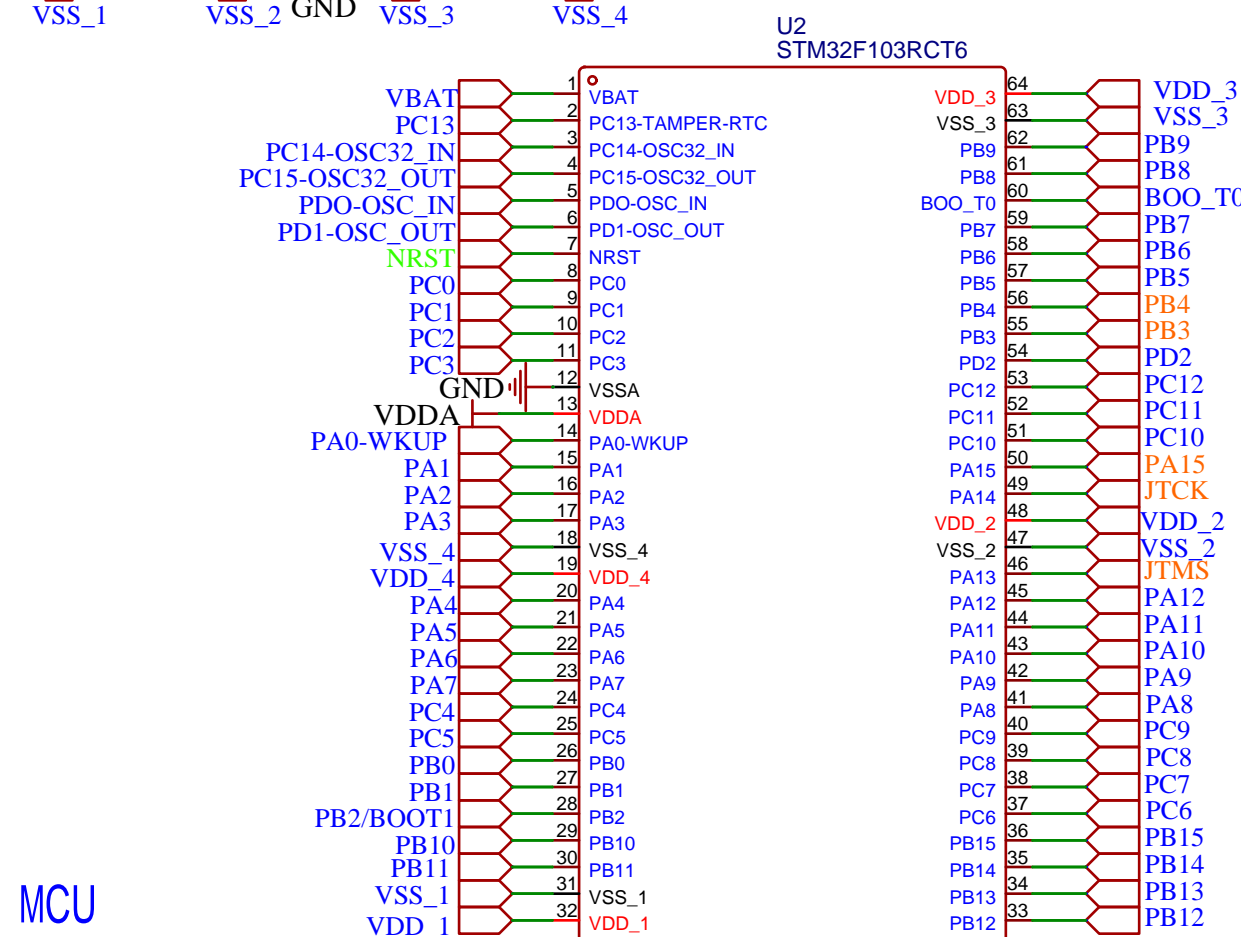 VSS_1 VSS_2 GND VSS_3 VSS_4
U2
STM32F103RCT6
VBAT 1 VBAT VDD_3 64 VDD_3
PC13 2 PC13-TAMPER-RTC VSS_3 63 VSS_3
PC14-OSC32_IN 3 PC14-OSC32_IN PB9 62 PB9
PC15-OSC32_OUT 4 PC15-OSC32_OUT PB8 61 PB8
PDO-OSC_IN 5 PDO-OSC_IN BOO_T0 60 BOO_T0
PD1-OSC_OUT 6 PD1-OSC_OUT PB7 59 PB7
NRST 7 NRST PB6 58 PB6
PC0 8 PC0 PB5 57 PB5
PC1 9 PC1 PB4 56 PB4
PC2 10 PC2 PB3 55 PB3
PC3 11 PC3 PD2 54 PD2
GND 12 VSSA PC12 53 PC12
VDDA 13 VDDA PC11 52 PC11
PA0-WKUP 14 PA0-WKUP PC10 51 PC10
PA1 15 PA1 PA15 50 PA15
PA2 16 PA2 PA14 49 JTCK
PA3 17 PA3 VDD_2 48 VDD_2
VSS_4 18 VSS_4 VSS_2 47 VSS_2
VDD_4 19 VDD_4 PA13 46 JTMS
PA4 20 PA4 PA12 45 PA12
PA5 21 PA5 PA11 44 PA11
PA6 22 PA6 PA10 43 PA10
PA7 23 PA7 PA9 42 PA9
PC4 24 PC4 PA8 41 PA8
PC5 25 PC5 PC9 40 PC9
PB0 26 PB0 PC8 39 PC8
PB1 27 PB1 PC7 38 PC7
PB2/BOOT1 28 PB2 PC6 37 PC6
PB10 29 PB10 PB15 36 PB15
PB11 30 PB11 PB14 35 PB14
VSS_1 31 VSS_1 PB13 34 PB13
VDD_1 32 VDD_1 PB12 33 PB12
MCU